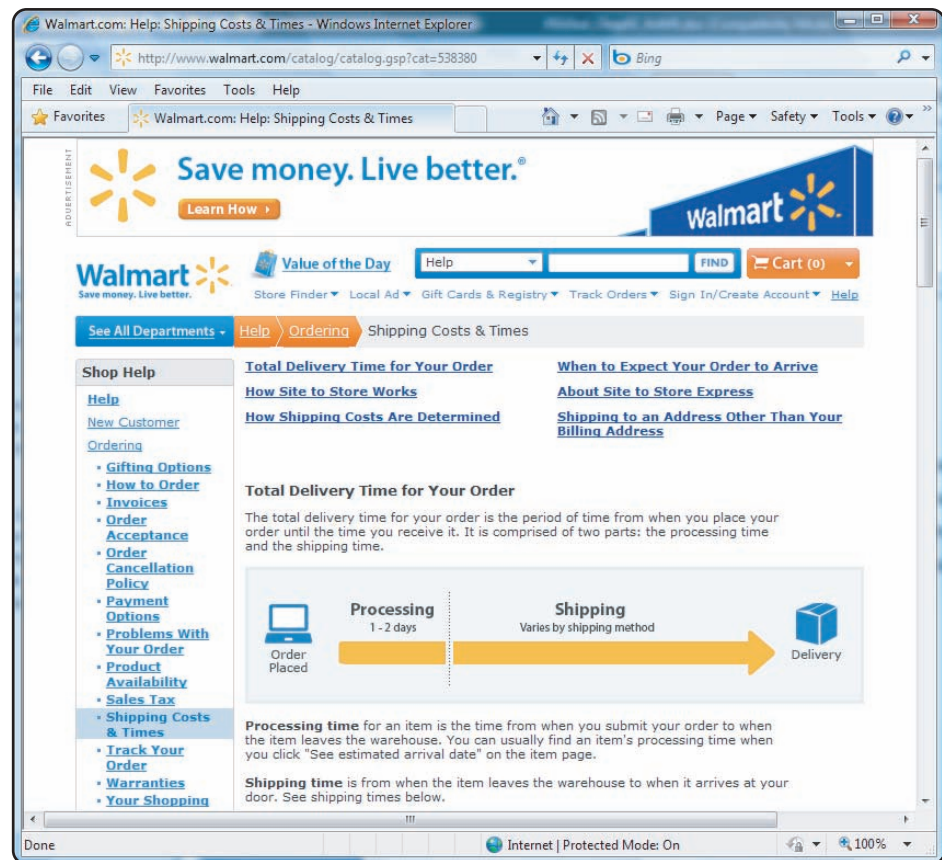 Walmart.com: Help: Shipping Costs & Times - Windows Internet Explorer
http://www.walmart.com/catalog/catalog.gsp?cat=538380
Bing
File Edit View Favorites Tools Help
Favorites
Walmart.com: Help: Shipping Costs & Times
Page Safety Tools
ADVERTISEMENT
Save money. Live better.®
Learn How
Walmart
Walmart
Save money. Live better.
Value of the Day
Help
FIND
Cart (0)
Store Finder Local Ad Gift Cards & Registry Track Orders Sign In/Create Account Help
See All Departments
Help
Ordering
Shipping Costs & Times
Shop Help
Help
New Customer
Ordering
• Gifting Options
• How to Order
• Invoices
• Order
Acceptance
• Order
Cancellation
Policy
• Payment
Options
• Problems With
Your Order
• Product
Availability
• Sales Tax
• Shipping Costs
& Times
• Track Your
Order
• Warranties
• Your Shopping
Total Delivery Time for Your Order
When to Expect Your Order to Arrive
How Site to Store Works
About Site to Store Express
How Shipping Costs Are Determined
Shipping to an Address Other Than Your
Billing Address
Total Delivery Time for Your Order
The total delivery time for your order is the period of time from when you place your
order until the time you receive it. It is comprised of two parts: the processing time
and the shipping time.
Order
Placed
Processing
1 - 2 days
Shipping
Varies by shipping method
Delivery
Processing time for an item is the time from when you submit your order to when
the item leaves the warehouse. You can usually find an item's processing time when
you click "See estimated arrival date" on the item page.
Shipping time is from when the item leaves the warehouse to when it arrives at your
door. See shipping times below.
Done
Internet | Protected Mode: On
100%